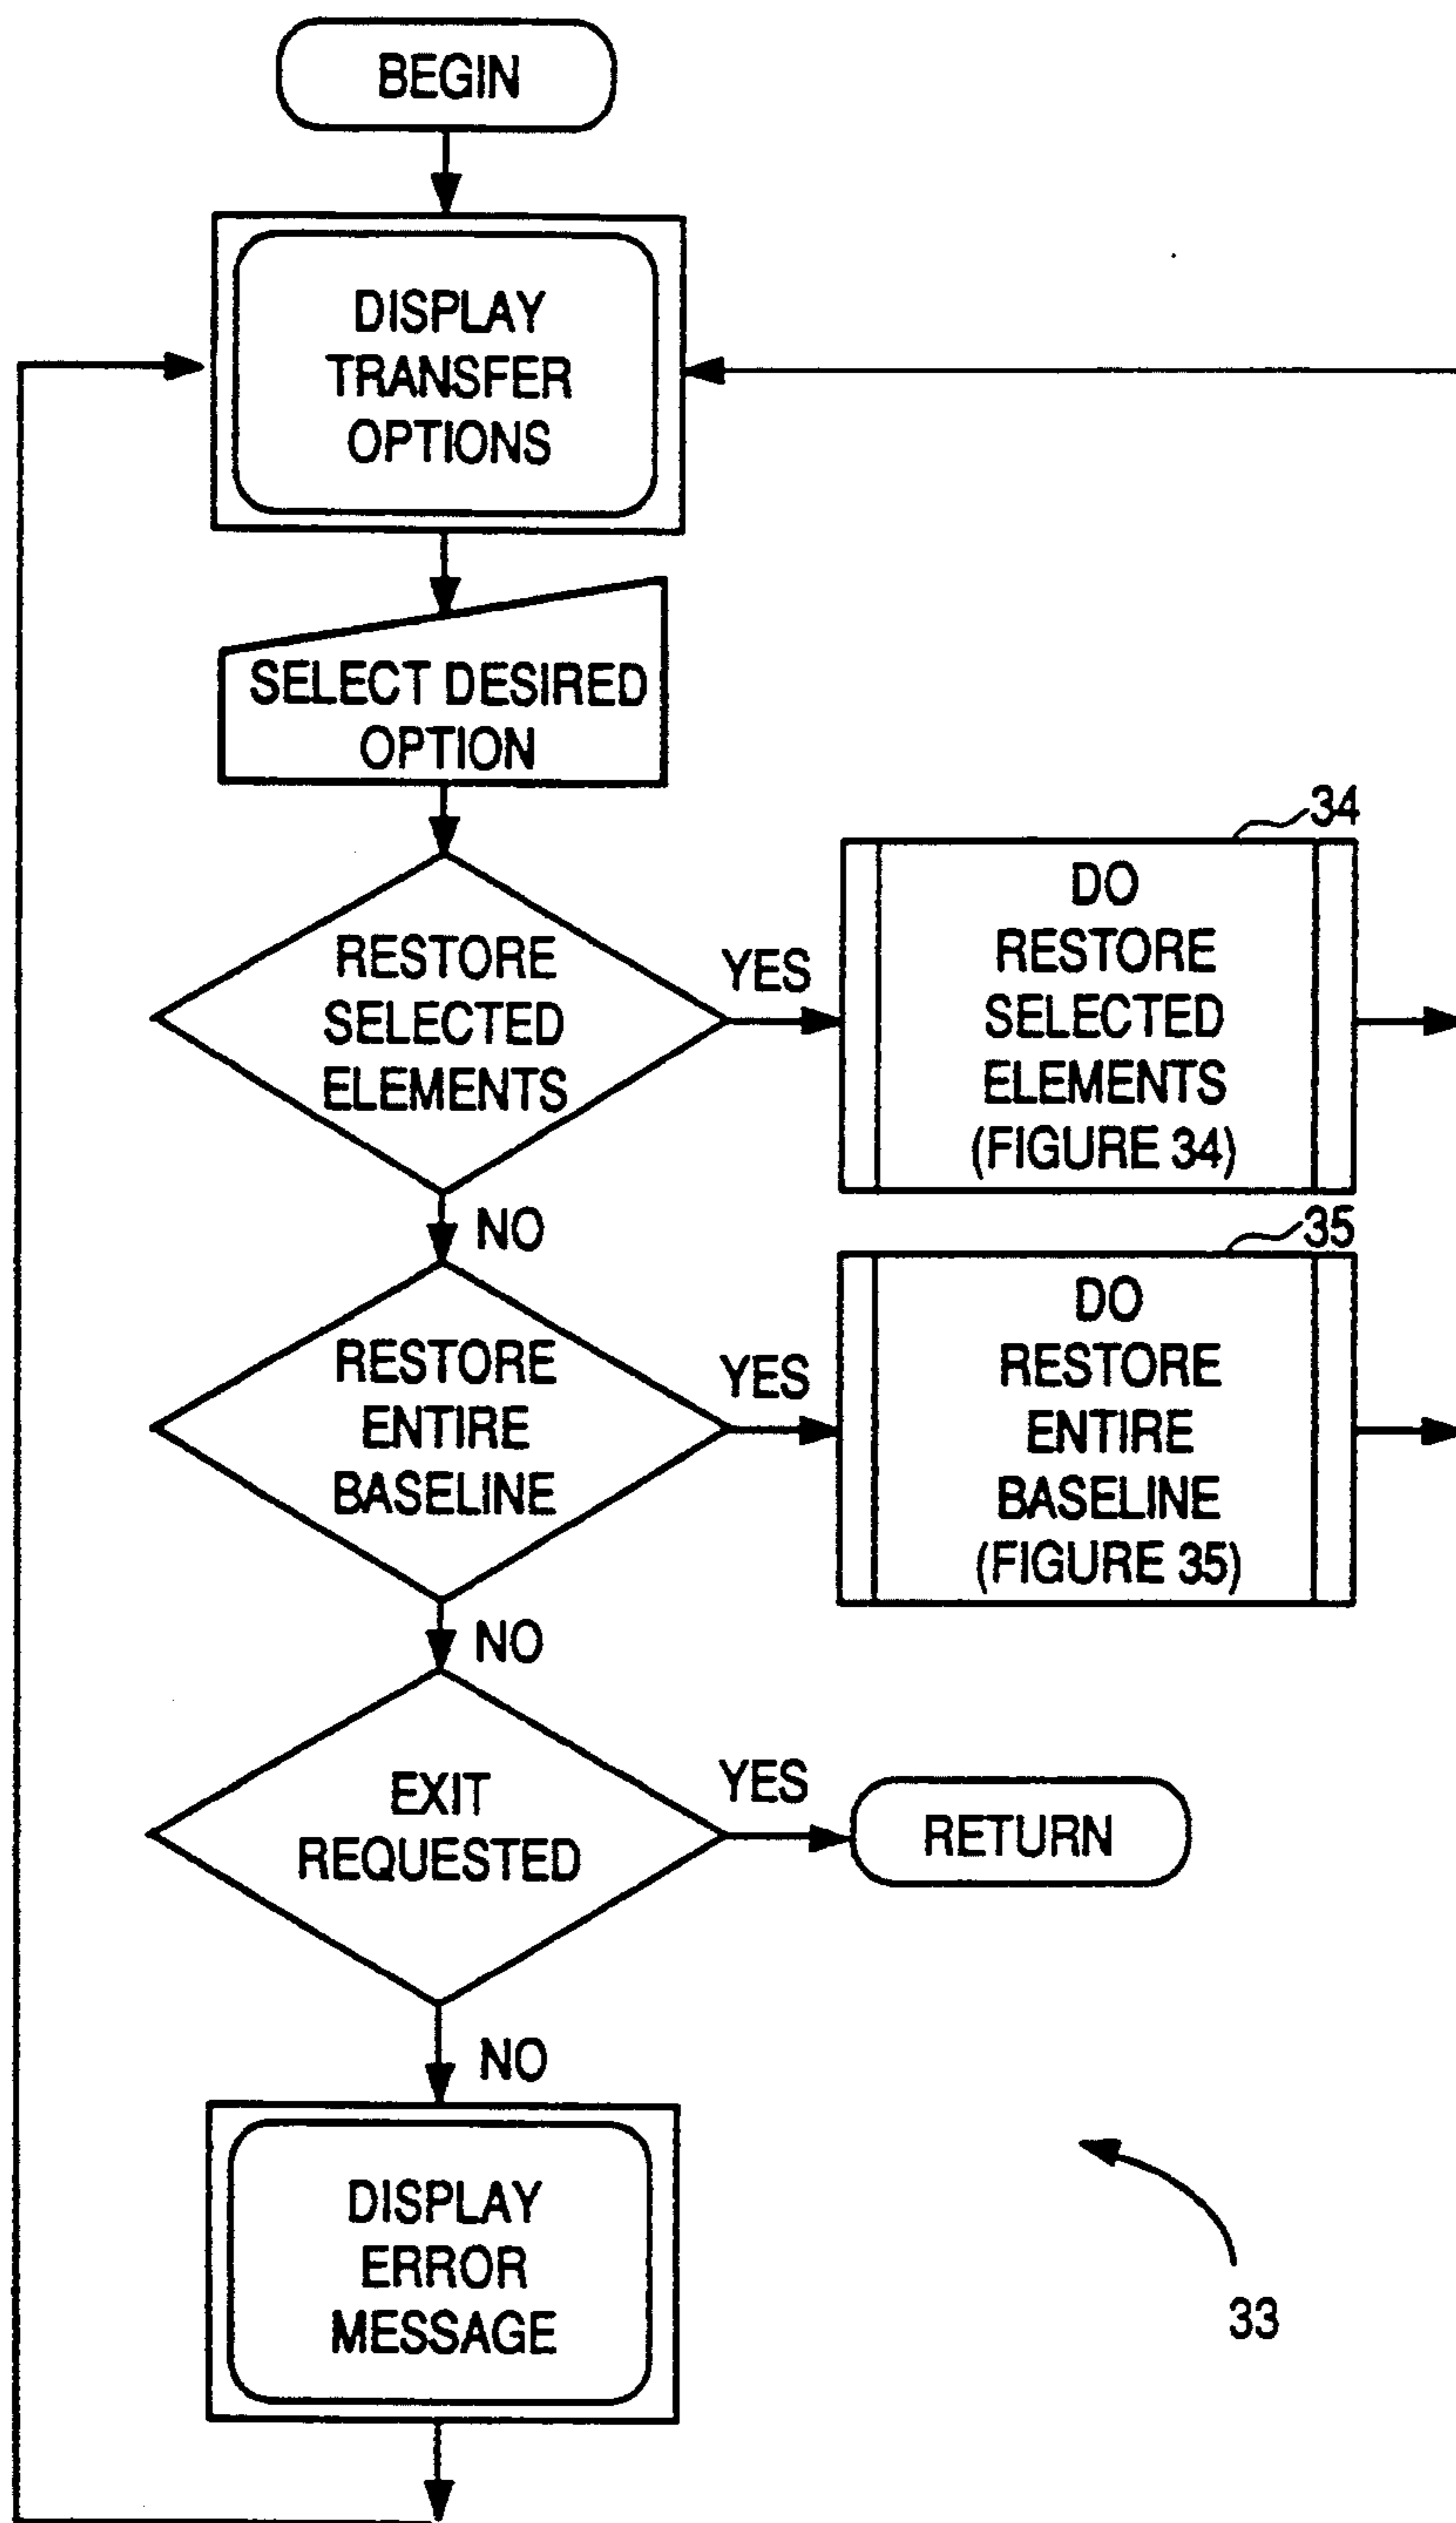 BEGIN
DISPLAY
TRANSFER
OPTIONS
SELECT DESIRED
OPTION
RESTORE
SELECTED
ELEMENTS
YES
34
DO
RESTORE
SELECTED
ELEMENTS
(FIGURE 34)
NO
RESTORE
ENTIRE
BASELINE
YES
35
DO
RESTORE
ENTIRE
BASELINE
(FIGURE 35)
NO
EXIT
REQUESTED
YES
RETURN
NO
DISPLAY
ERROR
MESSAGE
33